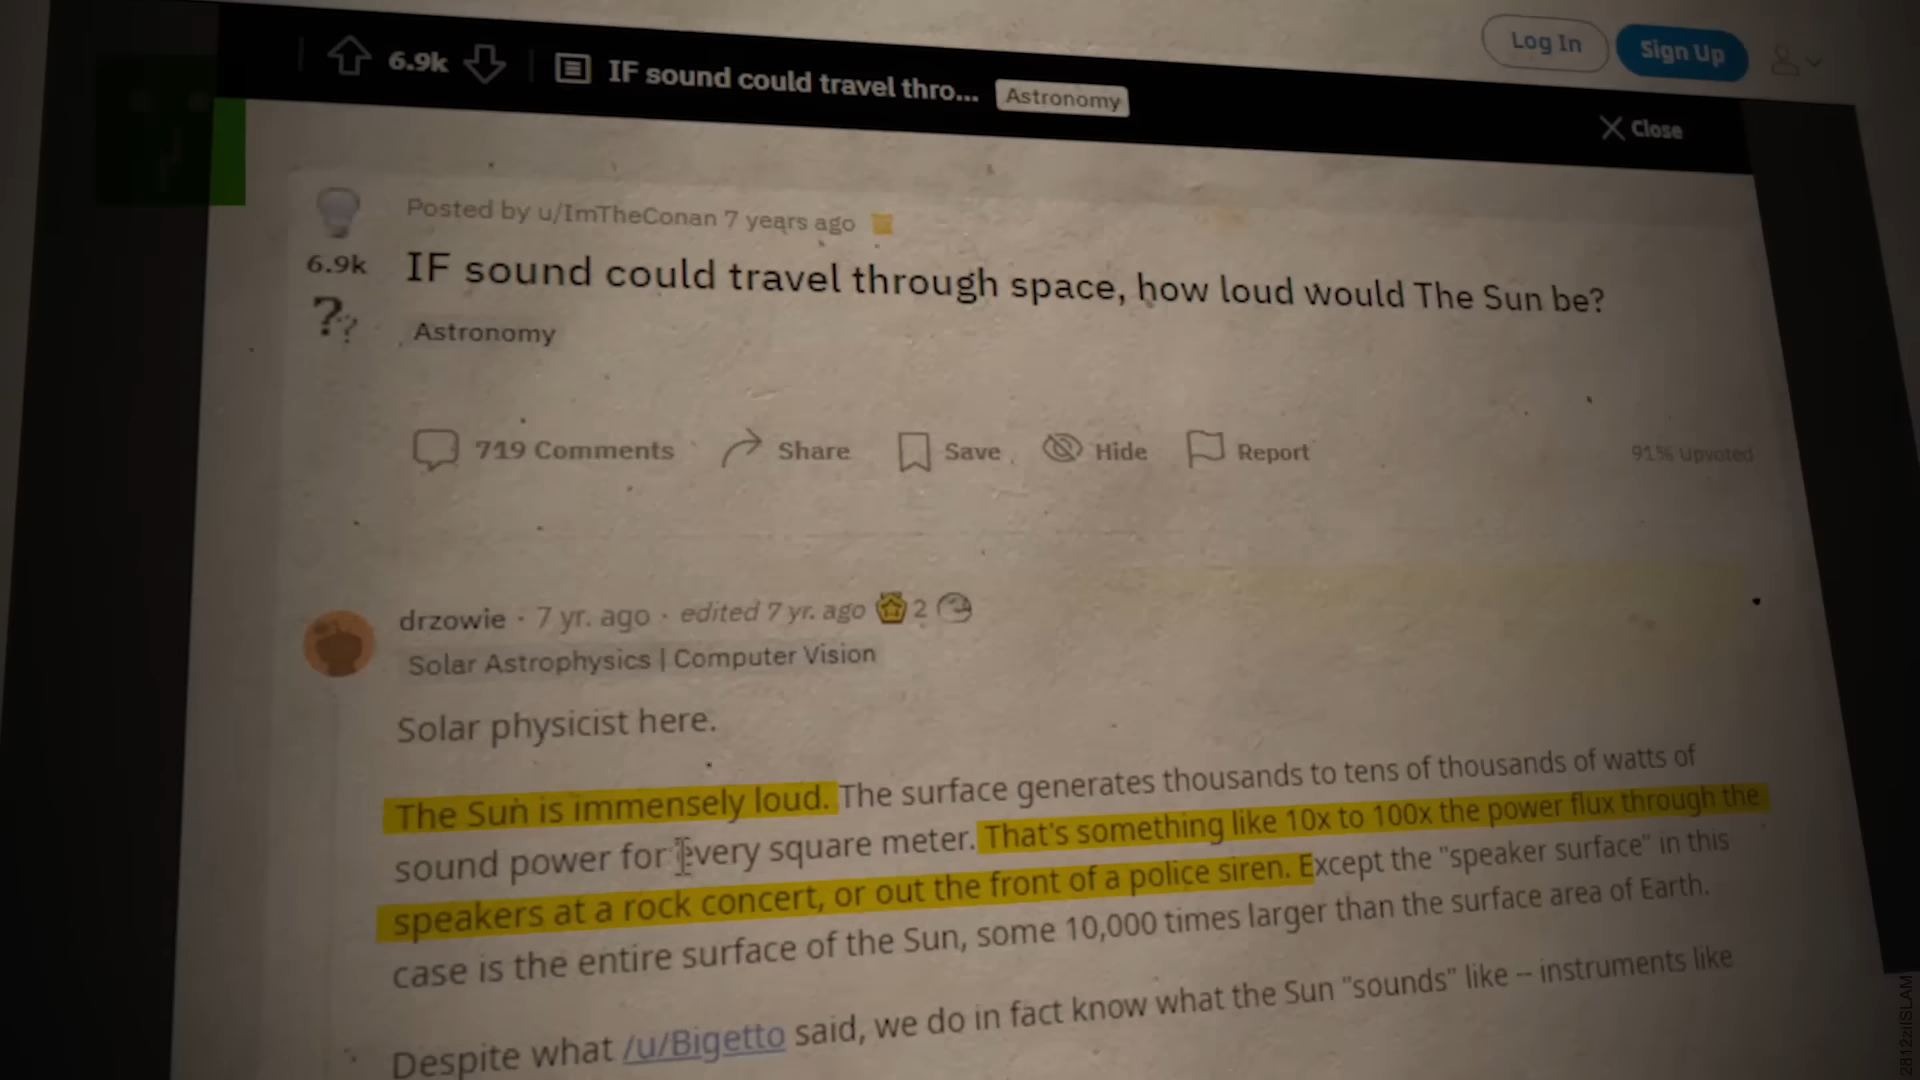 Log In
Sign Up
6.9k
IF sound could travel thro...
Astronomy
Close
Posted by u/ImTheConan 7 years ago
6.9k
IF sound could travel through space, how loud would The Sun be?
??
Astronomy
719 Comments
Share
Save
Hide
Report
91% Upvoted
drzowie · 7 yr. ago · edited 7 yr. ago 2
Solar Astrophysics | Computer Vision
Solar physicist here.
The Sun is immensely loud. The surface generates thousands to tens of thousands of watts of
sound power for every square meter. That's something like 10x to 100x the power flux through the
speakers at a rock concert, or out the front of a police siren. Except the "speaker surface" in this
case is the entire surface of the Sun, some 10,000 times larger than the surface area of Earth.
Despite what /u/Bigetto said, we do in fact know what the Sun "sounds" like -- instruments like